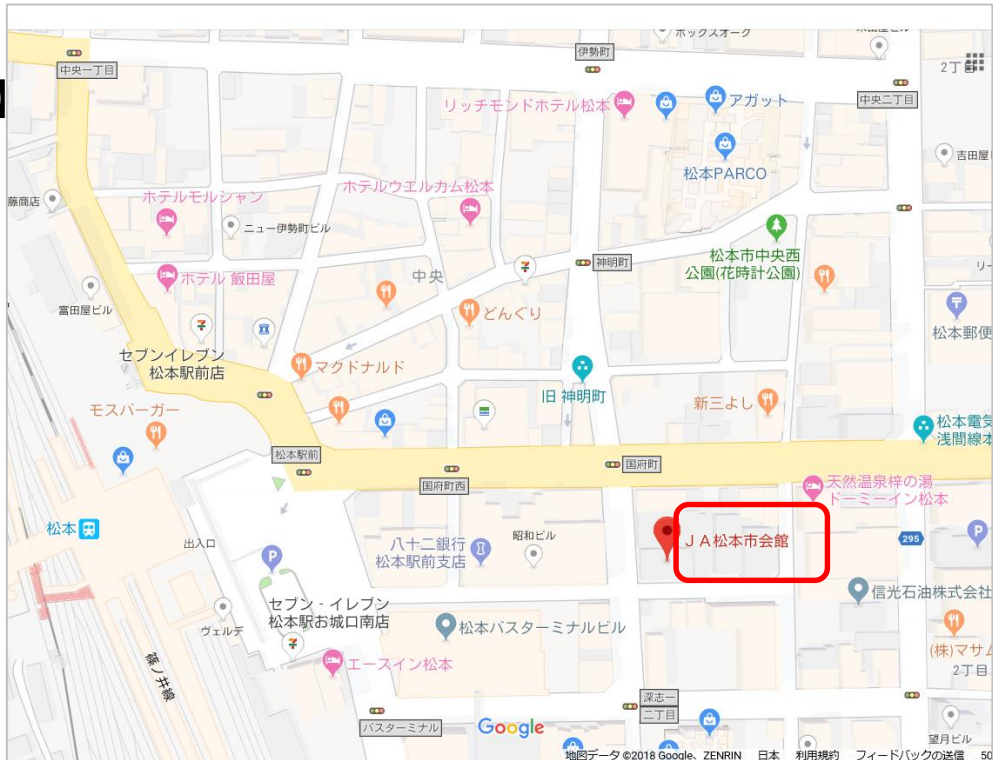 ボックスオーク
伊勢町
中央一丁目
2丁目
リッチモンドホテル松本
アガット
中央二丁目
松本PARCO
吉田屋
ホテルモルシャン
ホテルウエルカム松本
藤商店
ニュー伊勢町ビル
神明町
松本市中央西
公園(花時計公園)
リー
中央
ホテル 飯田屋
富田屋ビル
どんぐり
松本郵便
セブンイレブン
松本駅前店
マクドナルド
旧 神明町
新三よし
モスバーガー
松本電気
浅間線本
松本駅前
国府町
国府町西
天然温泉梓の湯
ドーミーイン松本
松本
出入口
八十二銀行
松本駅前支店
昭和ビル
JA松本市会館
295
信光石油株式会社
セブン - イレブン
松本駅お城口南店
ヴェルデ
松本バスターミナルビル
(株)マサム
2丁目
エースイン松本
篠ノ井線
深志一
二丁目
バスターミナル
Google
望月ビル
地図データ ©2018 Google、ZENRIN 日本 利用規約 フィードバックの送信 50